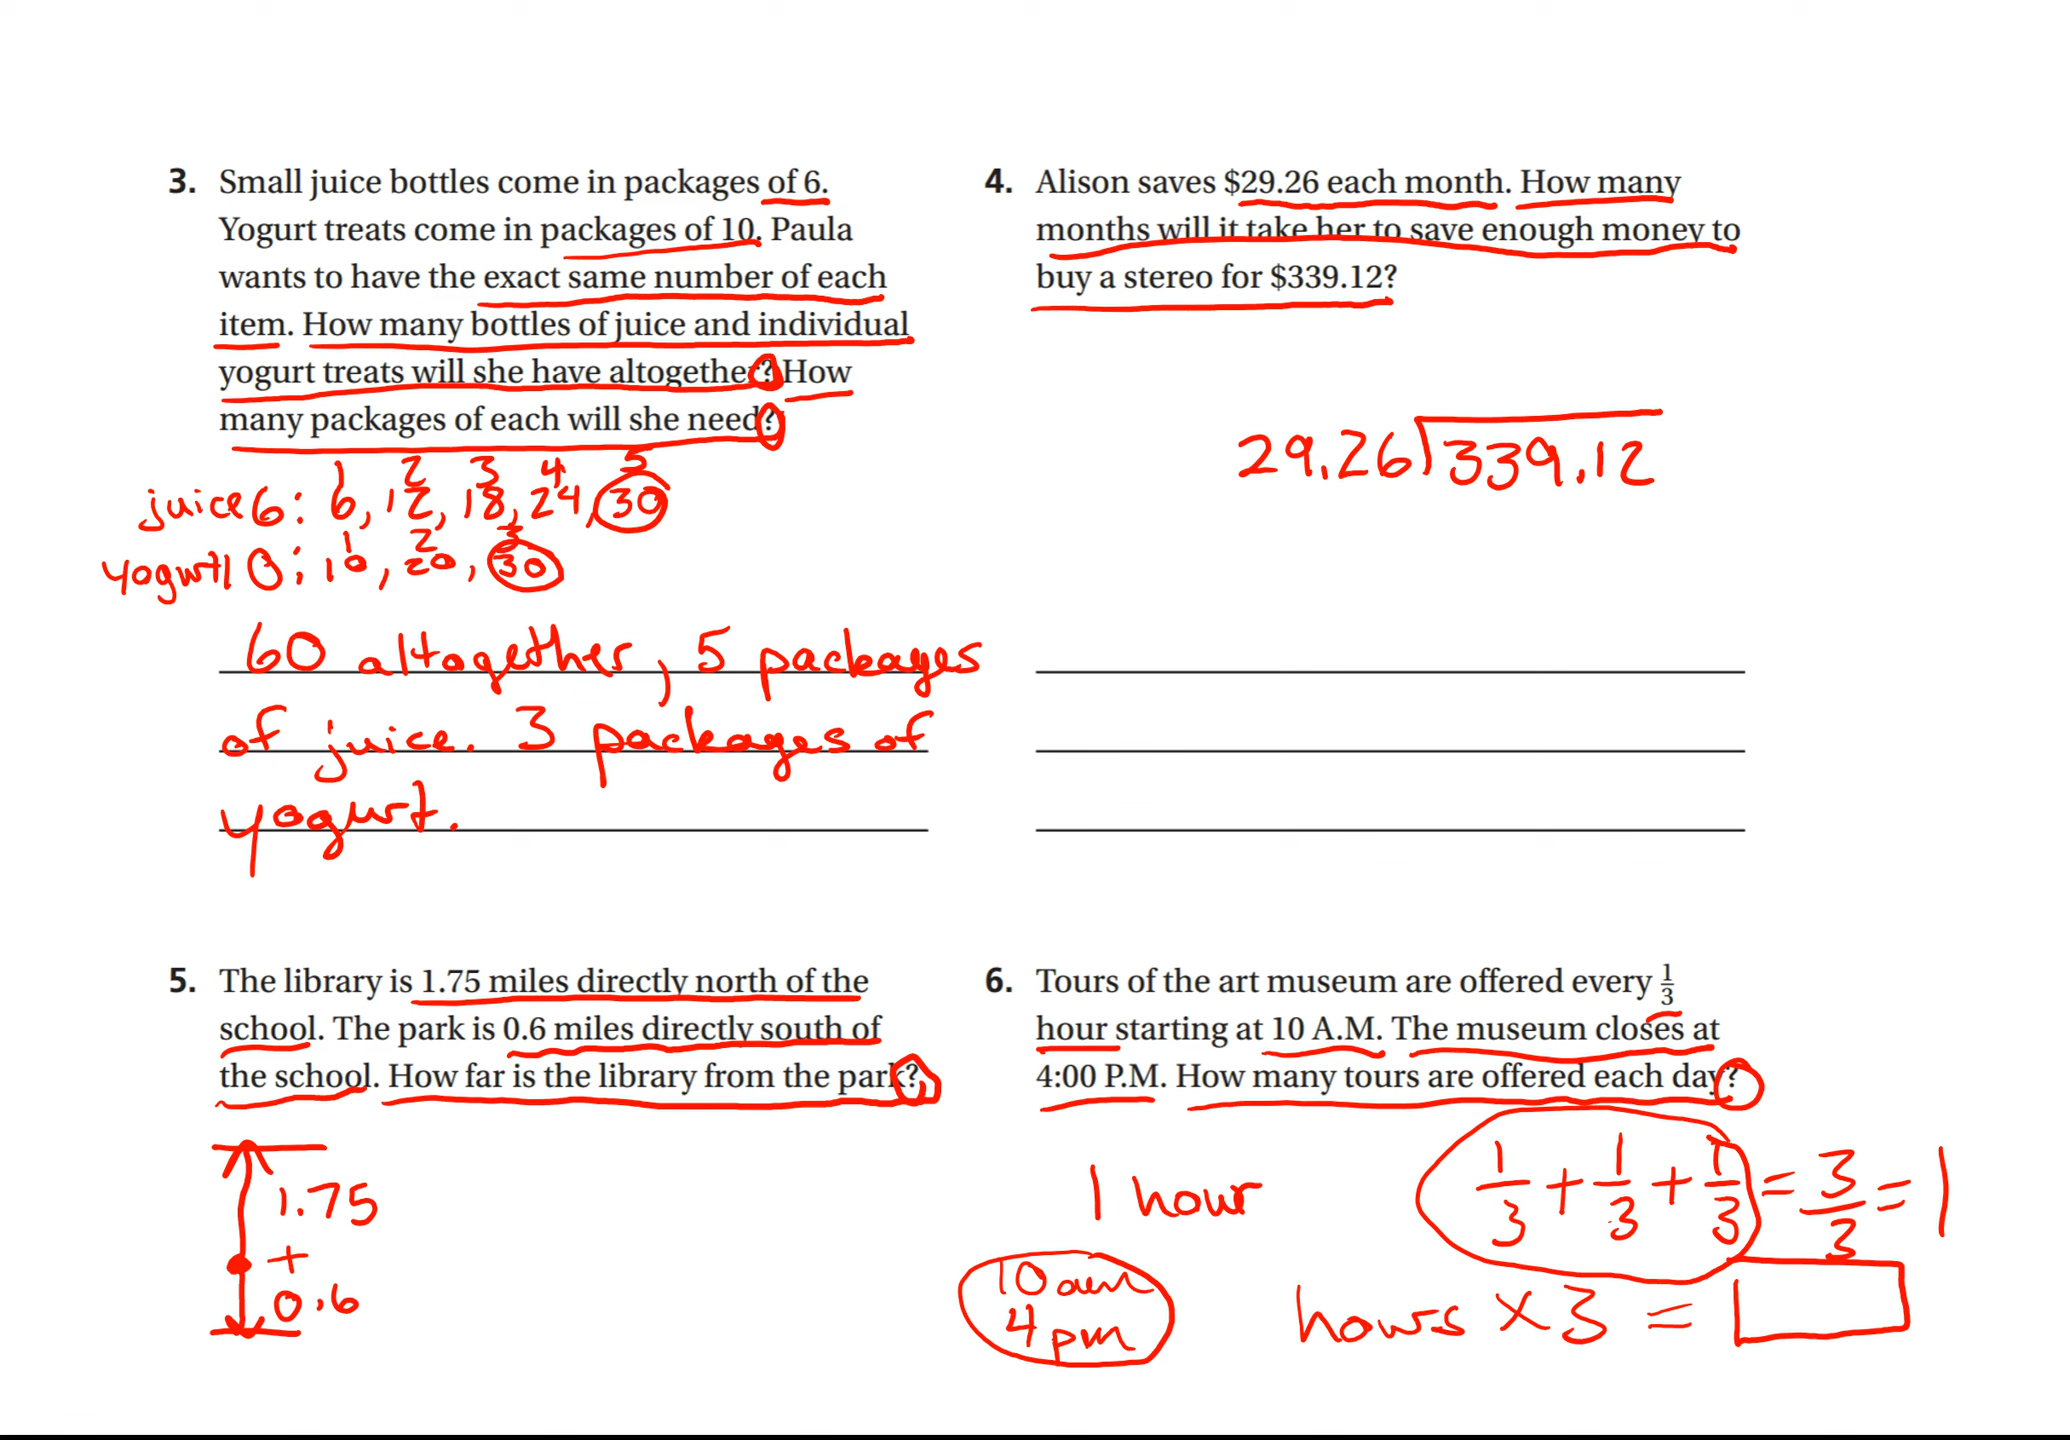 3. Small juice bottles come in packages of 6.
Yogurt treats come in packages of 10. Paula
wants to have the exact same number of each
item. How many bottles of juice and individual
yogurt treats will she have altogether? How
many packages of each will she need?
1 2 3 4 5
juice 6: 6, 12, 18, 24, 30
1 2 3
yogurt 10: 10, 20, 30
60 altogether, 5 packages
of juice. 3 packages of
yogurt.
4. Alison saves $29.26 each month. How many
months will it take her to save enough money to
buy a stereo for $339.12?
29.26 339.12
5. The library is 1.75 miles directly north of the
school. The park is 0.6 miles directly south of
the school. How far is the library from the park?
1.75
+
0.6
6. Tours of the art museum are offered every 1/3
hour starting at 10 A.M. The museum closes at
4:00 P.M. How many tours are offered each day?
1 hour 1/3 + 1/3 + 1/3 = 3/3 = 1
10am
4pm
hours × 3 =